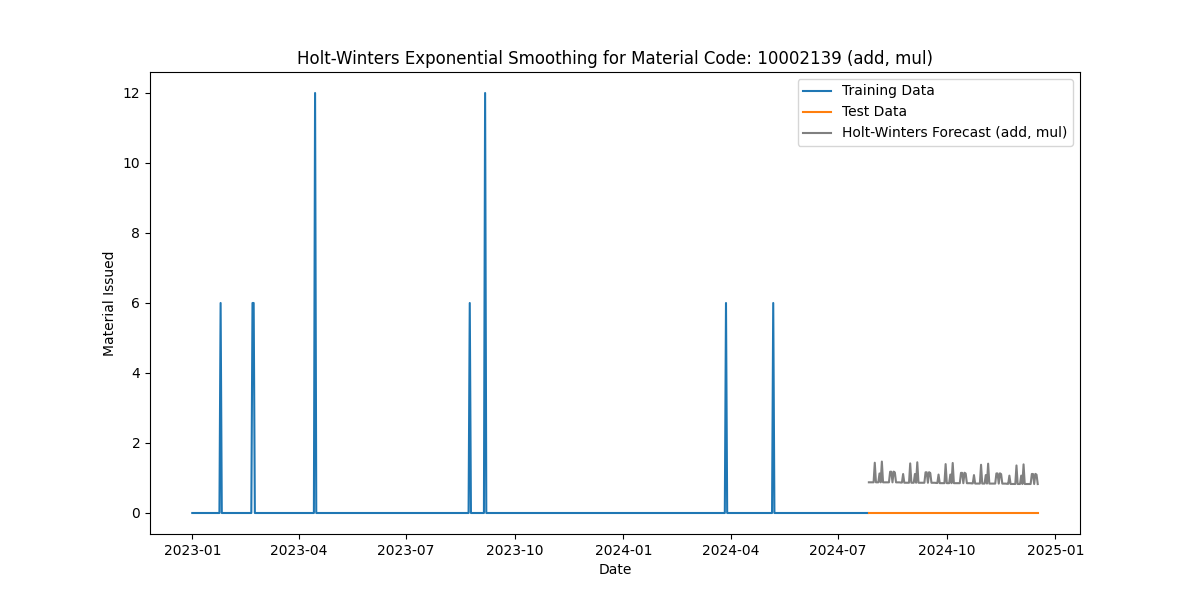 Holt-Winters Exponential Smoothing for Material Code: 10002139 (add, mul)
Training Data
Test Data
Holt-Winters Forecast (add, mul)
Material Issued
12
10
8
6
4
2
0
2023-01
2023-04
2023-07
2023-10
2024-01
2024-04
2024-07
2024-10
2025-01
Date